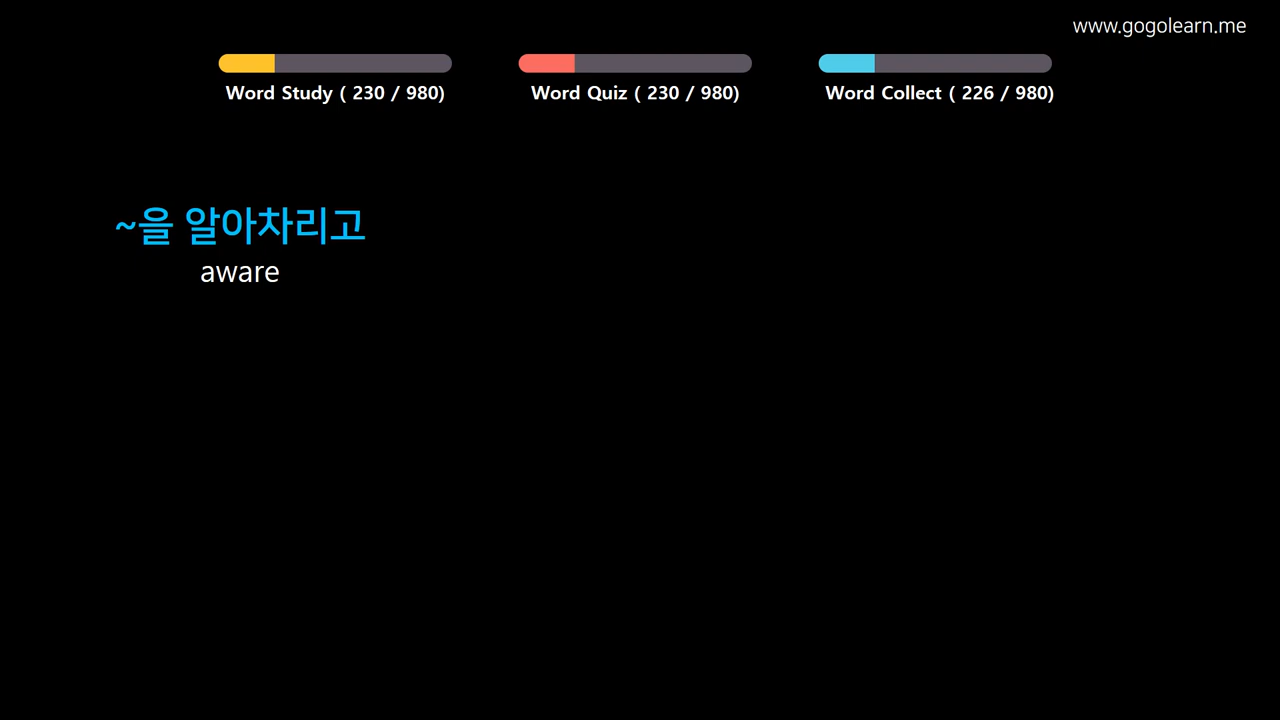 www.gogolearn.me
Word Study ( 230 / 980)
Word Quiz ( 230 / 980)
Word Collect ( 226 / 980)
~을 알아차리고
aware